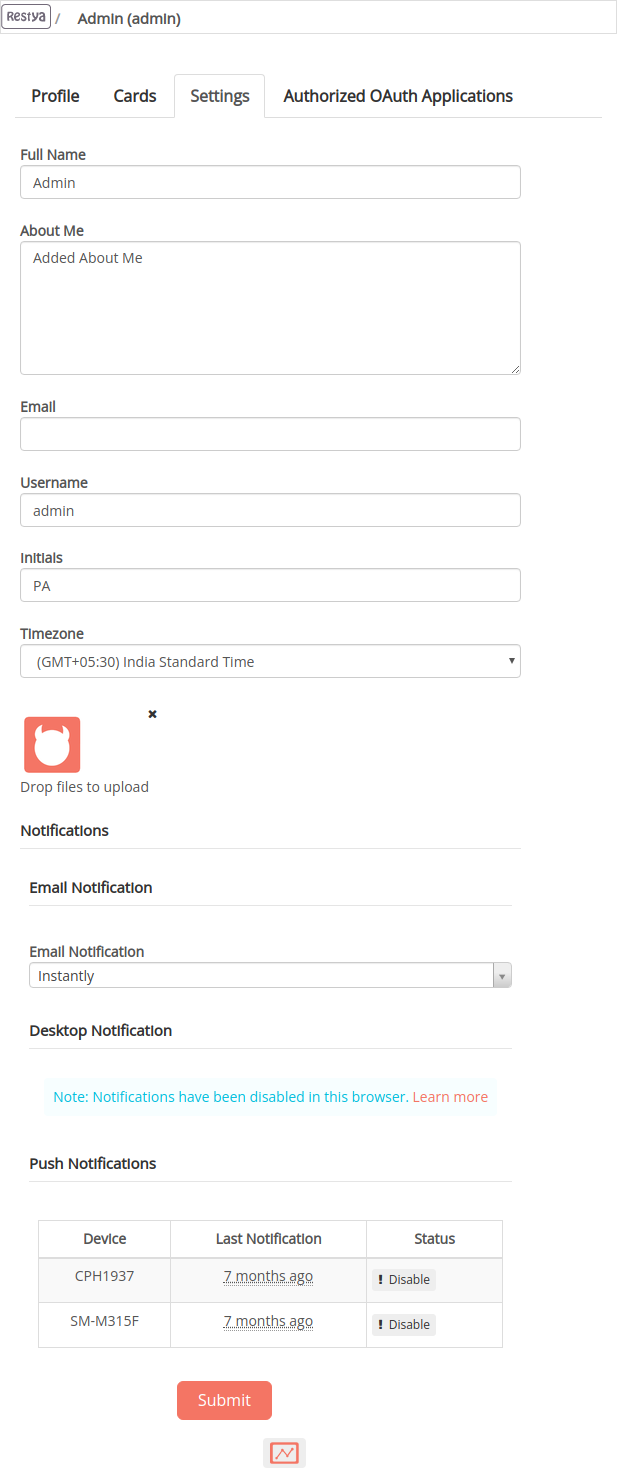 Restya / Admin (admin)
Profile Cards Settings Authorized OAuth Applications
Full Name
Admin
About Me
Added About Me
Email
Username
admin
Initials
PA
Timezone
(GMT+05:30) India Standard Time
Drop files to upload
Notifications
Email Notification
Email Notification
Instantly
Desktop Notification
Note: Notifications have been disabled in this browser. Learn more
Push Notifications
Device Last Notification Status
CPH1937 7 months ago ! Disable
SM-M315F 7 months ago ! Disable
Submit